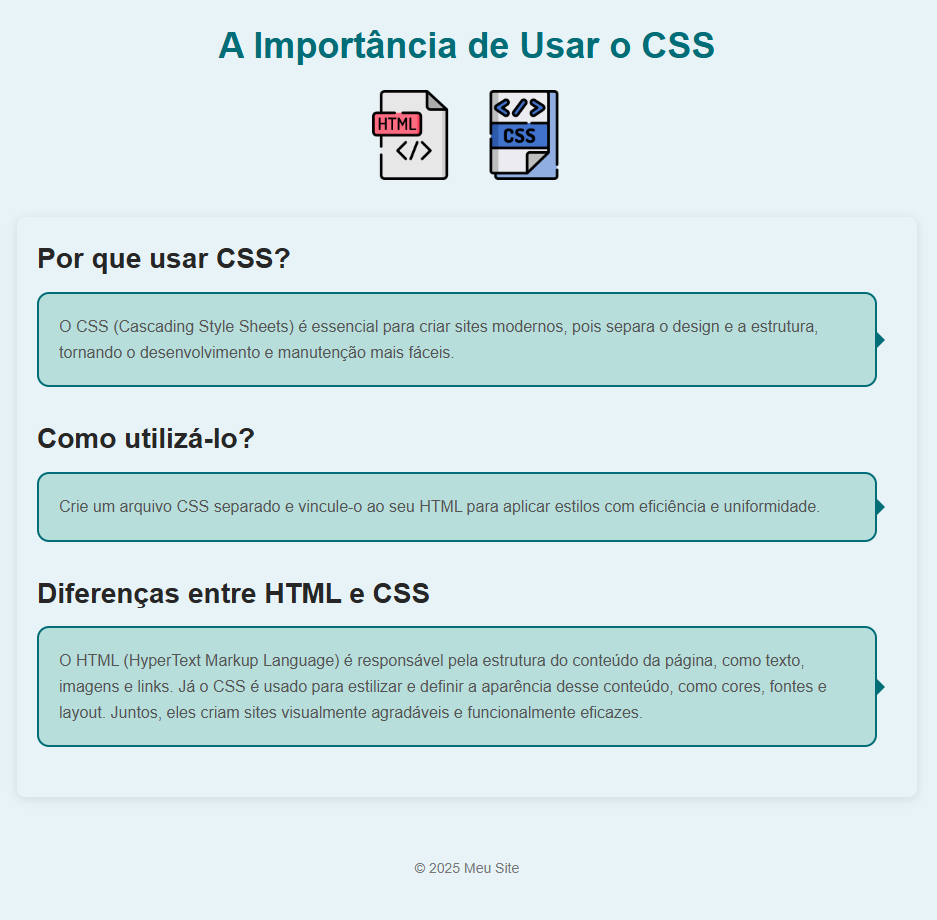 A Importância de Usar o CSS
HTML
</>
</>
CSS
Por que usar CSS?
O CSS (Cascading Style Sheets) é essencial para criar sites modernos, pois separa o design e a estrutura,
tornando o desenvolvimento e manutenção mais fáceis.
Como utilizá-lo?
Crie um arquivo CSS separado e vincule-o ao seu HTML para aplicar estilos com eficiência e uniformidade.
Diferenças entre HTML e CSS
O HTML (HyperText Markup Language) é responsável pela estrutura do conteúdo da página, como texto,
imagens e links. Já o CSS é usado para estilizar e definir a aparência desse conteúdo, como cores, fontes e
layout. Juntos, eles criam sites visualmente agradáveis e funcionalmente eficazes.
© 2025 Meu Site